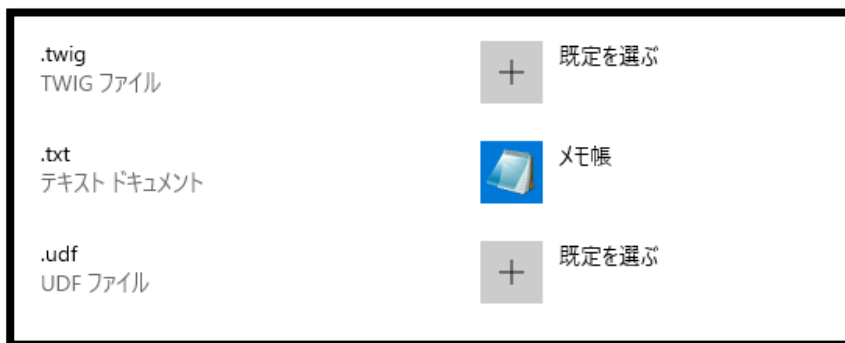 .twig
TWIG ファイル
既定を選ぶ
.txt
テキスト ドキュメント
メモ帳
.udf
UDF ファイル
既定を選ぶ